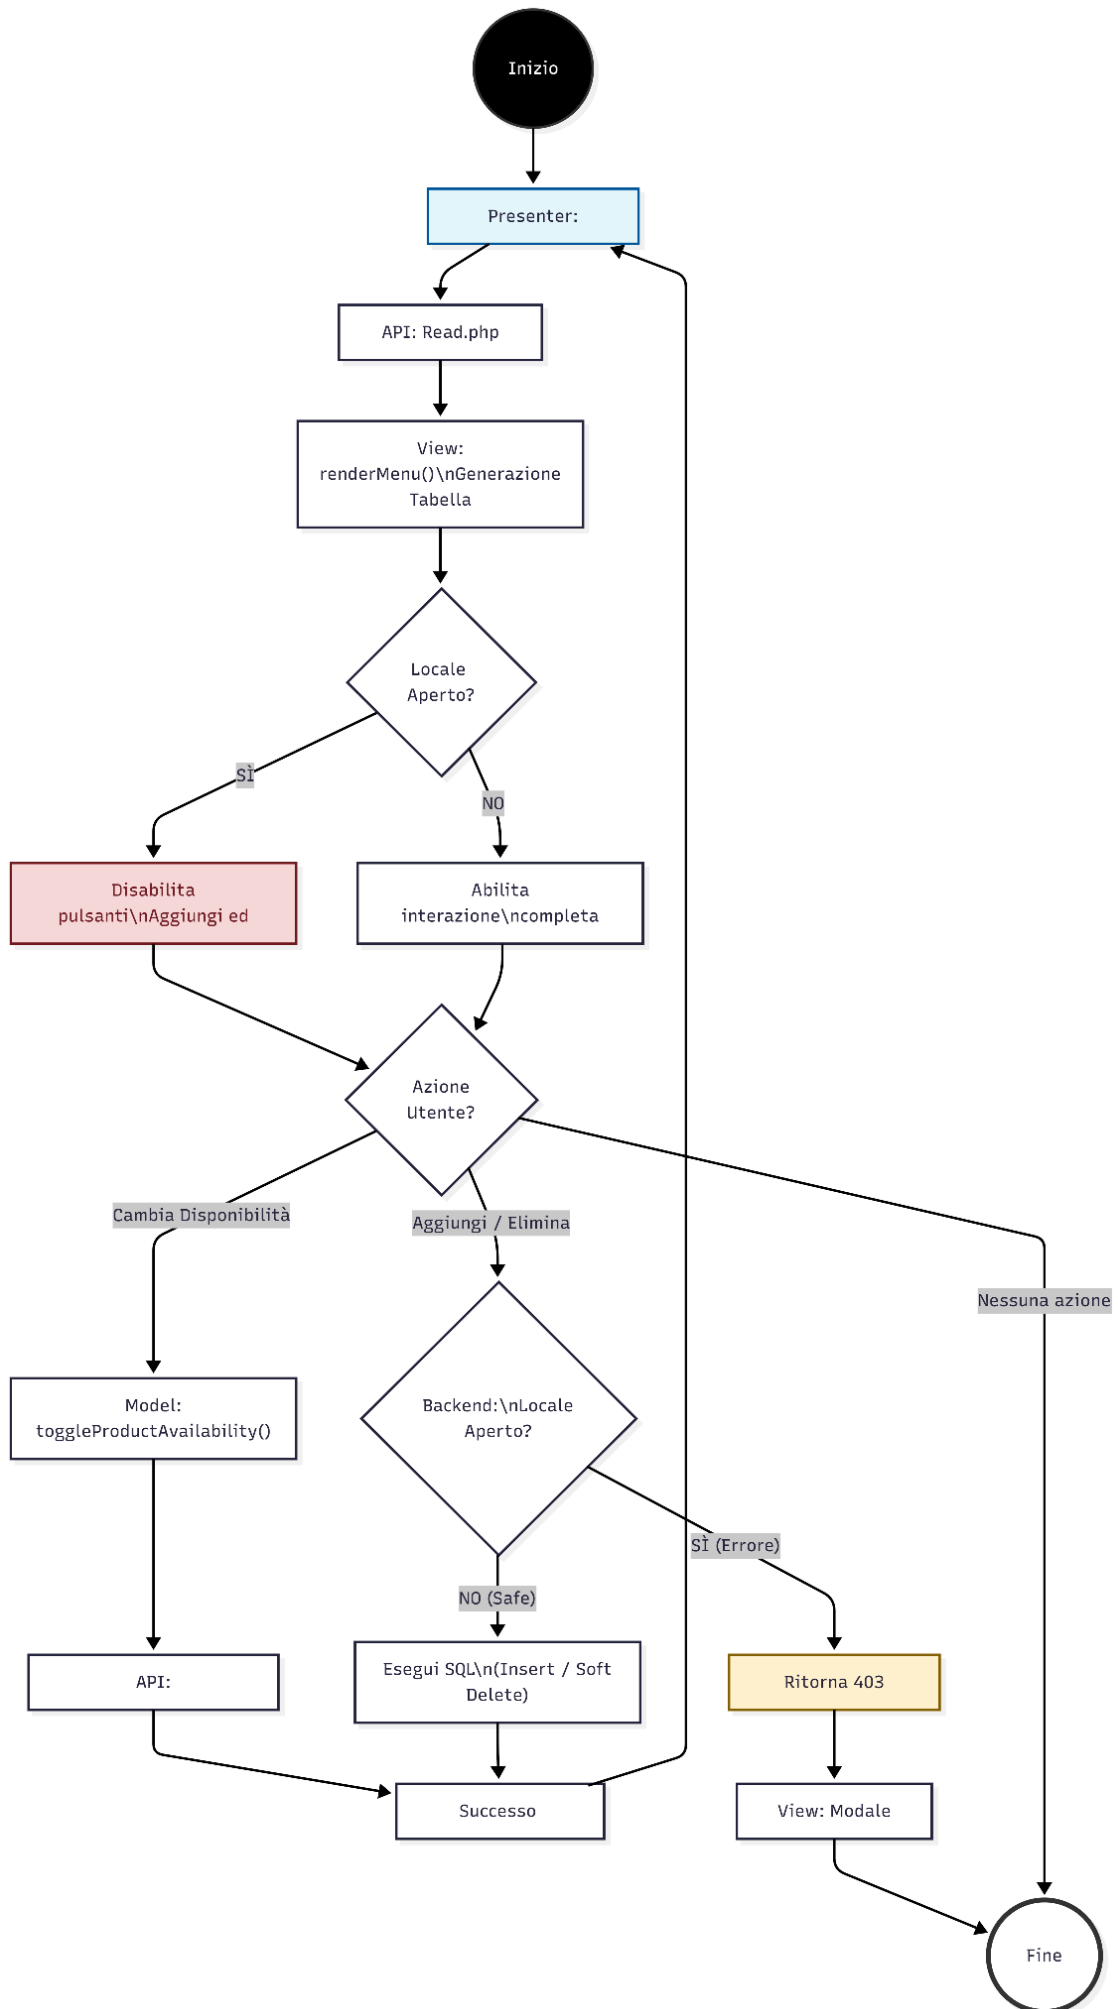 Inizio
Presenter:
API: Read.php
View:
renderMenu()\nGenerazione
Tabella
Locale
Aperto?
SÌ
NO
Disabilita
pulsanti\nAggiungi ed
Abilita
interazione\ncompleta
Azione
Utente?
Cambia Disponibilità
Aggiungi / Elimina
Nessuna azione
Model:
toggleProductAvailability()
Backend:\nLocale
Aperto?
SÌ (Errore)
NO (Safe)
API:
Esegui SQL\n(Insert / Soft
Delete)
Ritorna 403
Successo
View: Modale
Fine